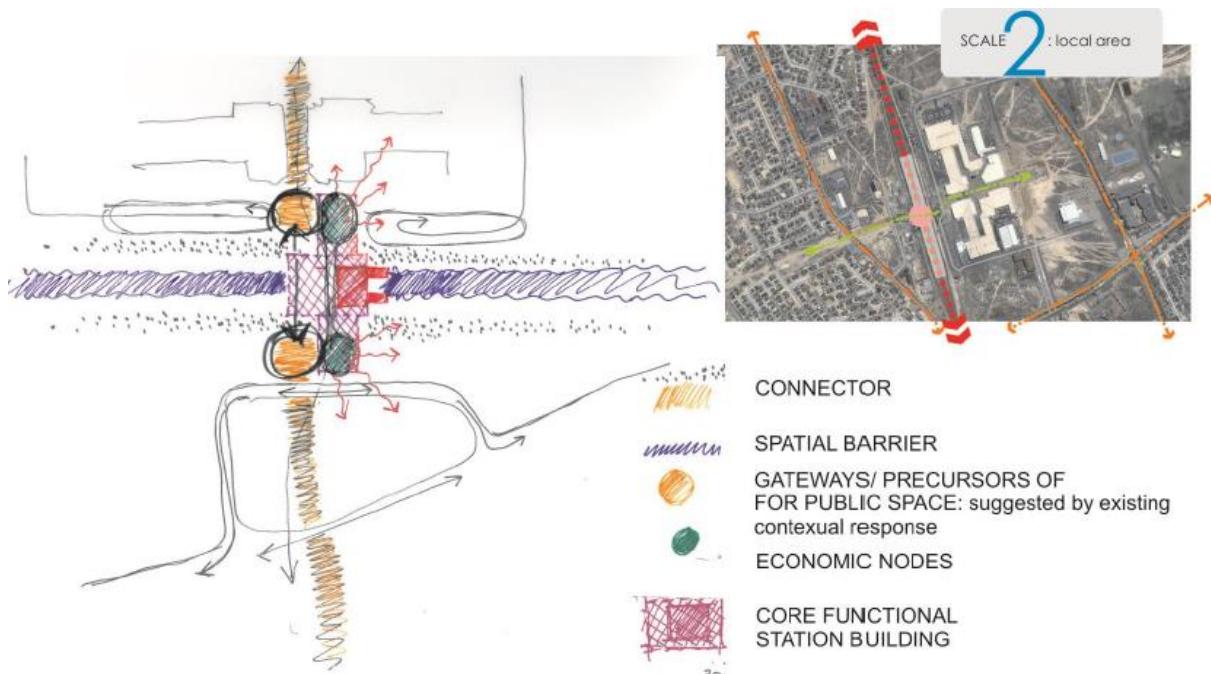 SCALE 2 : local area
CONNECTOR
SPATIAL BARRIER
GATEWAYS/ PRECURSORS OF
FOR PUBLIC SPACE: suggested by existing
contexual response
ECONOMIC NODES
CORE FUNCTIONAL
STATION BUILDING